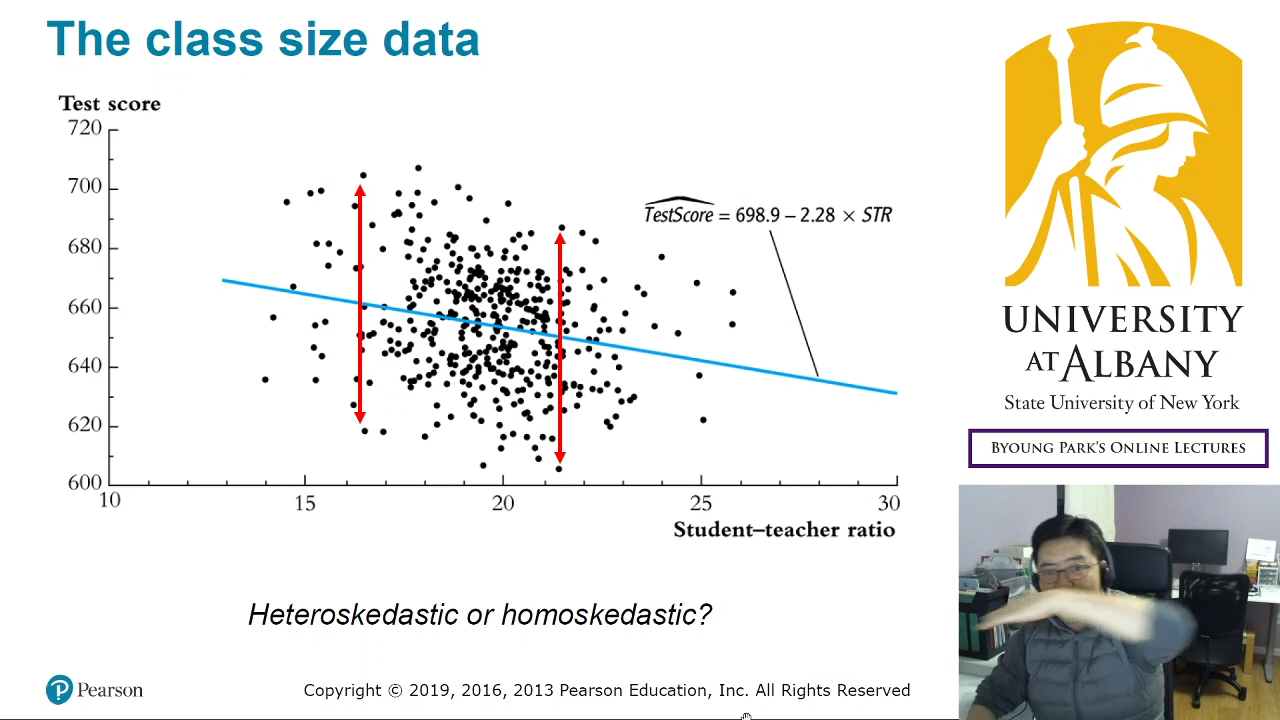 The class size data
Test score
720
700
680
660
640
620
600
10
15
20
25
30
Student–teacher ratio
TestScore = 698.9 – 2.28 × STR
Heteroskedastic or homoskedastic?
P Pearson
Copyright © 2019, 2016, 2013 Pearson Education, Inc. All Rights Reserved
UNIVERSITY
AT ALBANY
State University of New York
BYOUNG PARK'S ONLINE LECTURES